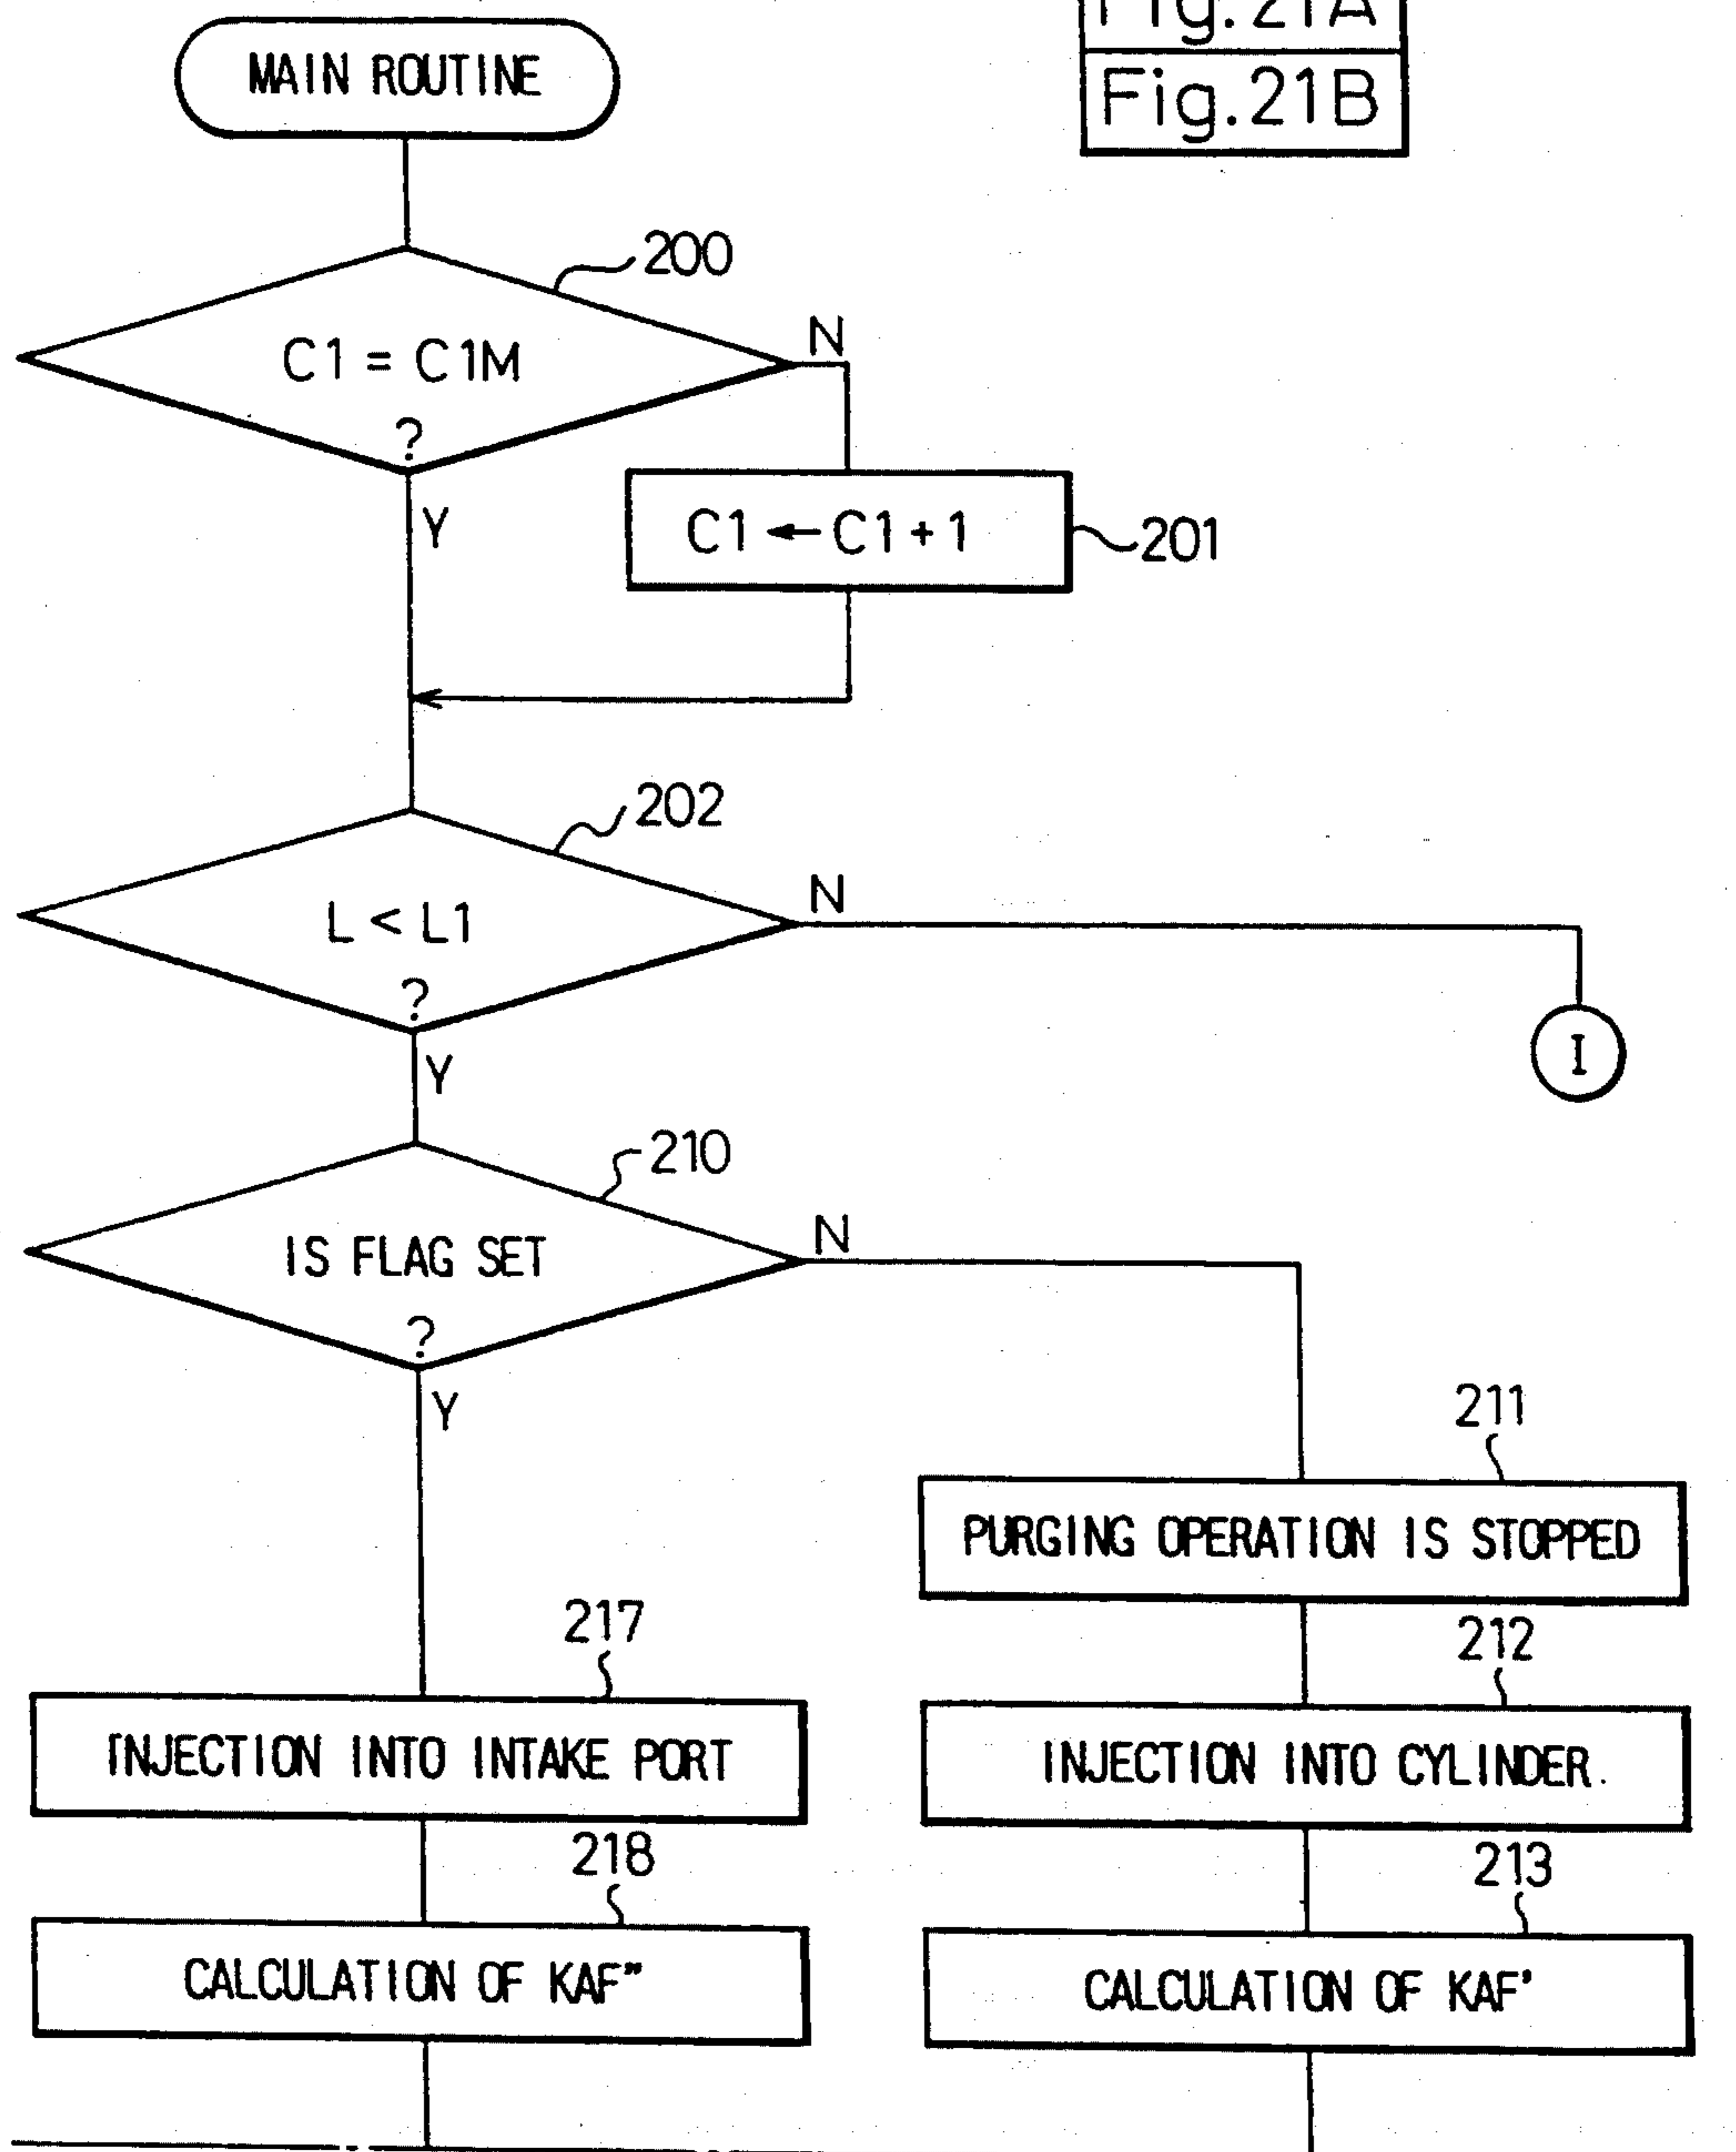 Fig.21A
Fig.21B
MAIN ROUTINE
200
C1 = C1M
?
N
Y
C1 ← C1 + 1
201
202
L < L1
?
N
Y
I
210
IS FLAG SET
?
N
Y
211
PURGING OPERATION IS STOPPED
217
212
INJECTION INTO INTAKE PORT
INJECTION INTO CYLINDER.
218
213
CALCULATION OF KAF"
CALCULATION OF KAF'